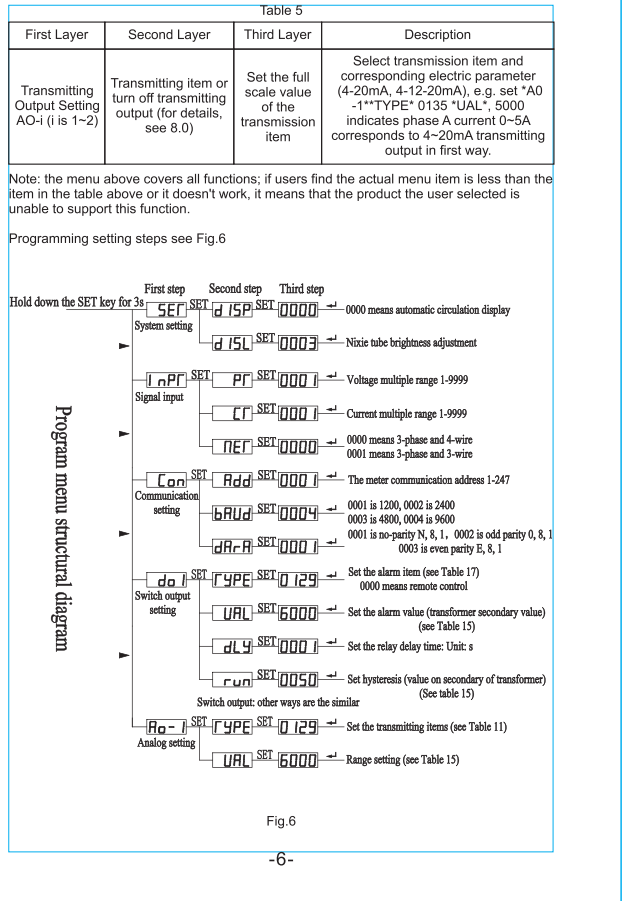 Table 5
First Layer Second Layer Third Layer Description
Transmitting
Output Setting
AO-i (i is 1~2)
Transmitting item or
turn off transmitting
output (for details,
see 8.0)
Set the full
scale value
of the
transmission
item
Select transmission item and
corresponding electric parameter
(4-20mA, 4-12-20mA), e.g. set *A0
-1**TYPE* 0135 *UAL*, 5000
indicates phase A current 0~5A
corresponds to 4~20mA transmitting
output in first way.
Note: the menu above covers all functions; if users find the actual menu item is less than the
item in the table above or it doesn't work, it means that the product the user selected is
unable to support this function.
Programming setting steps see Fig.6
First step Second step Third step
Hold down the SET key for 3s SET SET dISP SET 0000 0000 means automatic circulation display
System setting
dISL SET 0003 Nixie tube brightness adjustment
InPT SET PT SET 0001 Voltage multiple range 1-9999
Signal input
CT SET 0001 Current multiple range 1-9999
NET SET 0000 0000 means 3-phase and 4-wire
0001 means 3-phase and 3-wire
Con SET Add SET 0001 The meter communication address 1-247
Communication
setting
bAUd SET 0004 0001 is 1200, 0002 is 2400
0003 is 4800, 0004 is 9600
dArA SET 0001 0001 is no-parity N, 8, 1, 0002 is odd parity 0, 8, 1
0003 is even parity E, 8, 1
do1 SET TYPE SET 0129 Set the alarm item (see Table 17)
0000 means remote control
Switch output
setting
UAL SET 6000 Set the alarm value (transformer secondary value)
(see Table 15)
dLY SET 0001 Set the relay delay time: Unit: s
run SET 0050 Set hysteresis (value on secondary of transformer)
(See table 15)
Switch output: other ways are the similar
Ao-1 SET TYPE SET 0129 Set the transmitting items (see Table 11)
Analog setting
UAL SET 6000 Range setting (see Table 15)
Program menu structural diagram
Fig.6
-6-